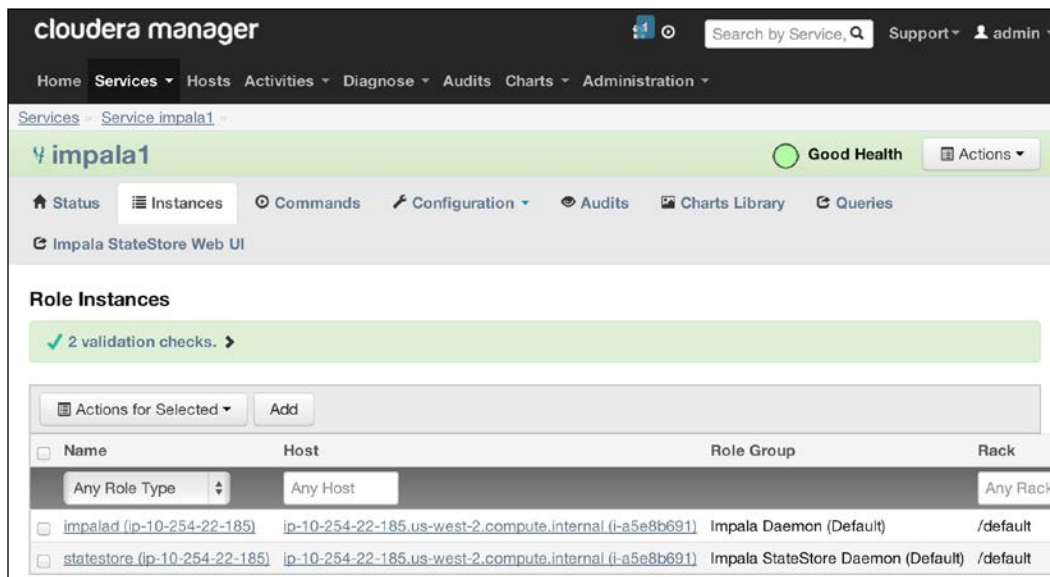 cloudera manager
1
Search by Service,
Support
admin
Home Services Hosts Activities Diagnose Audits Charts Administration
Services Service impala1
impala1
Good Health
Actions
Status Instances Commands Configuration Audits Charts Library Queries
Impala StateStore Web UI
Role Instances
2 validation checks.
Actions for Selected Add
Name Host Role Group Rack
Any Role Type Any Host Any Rack
impalad (ip-10-254-22-185) ip-10-254-22-185.us-west-2.compute.internal (i-a5e8b691) Impala Daemon (Default) /default
statestore (ip-10-254-22-185) ip-10-254-22-185.us-west-2.compute.internal (i-a5e8b691) Impala StateStore Daemon (Default) /default